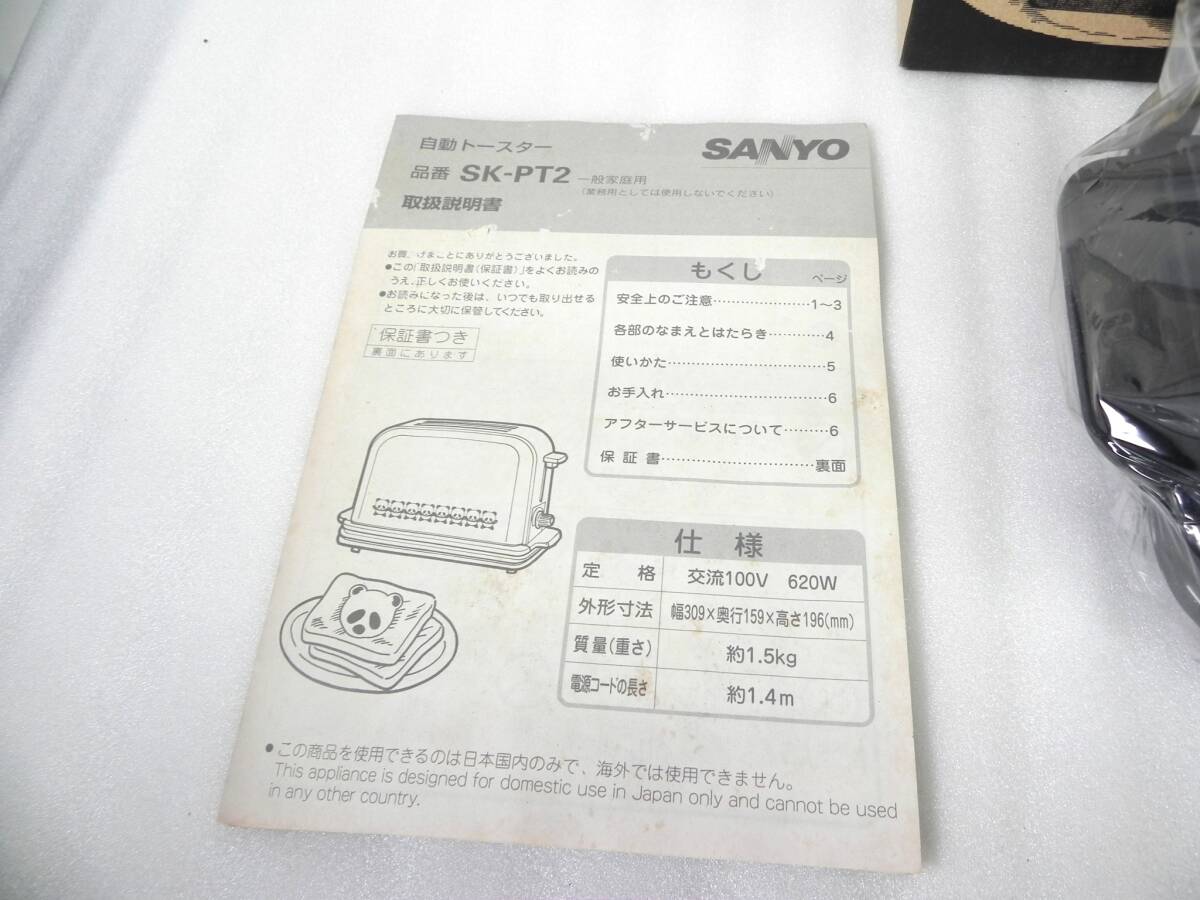 自動トースター
SANYO
品番 SK-PT2 一般家庭用
(業務用としては使用しないでください)
取扱説明書
お買 げまことにありがとうございました。
●この「取扱説明書(保証書)」をよくお読みの
うえ、正しくお使いください。
●お読みになった後は、いつでも取り出せる
ところに大切に保管してください。
保証書つき
裏面にあります
もくじ
ページ
安全上のご注意…………………1~3
各部のなまえとはたらき…………4
使いかた……………………………5
お手入れ……………………………6
アフターサービスについて………6
保証書…………………………裏面
仕様
定格 交流100V 620W
外形寸法 幅309×奥行159×高さ196(mm)
質量(重さ) 約1.5kg
電源コードの長さ 約1.4m
●この商品を使用できるのは日本国内のみで、海外では使用できません。
This appliance is designed for domestic use in Japan only and cannot be used
in any other country.